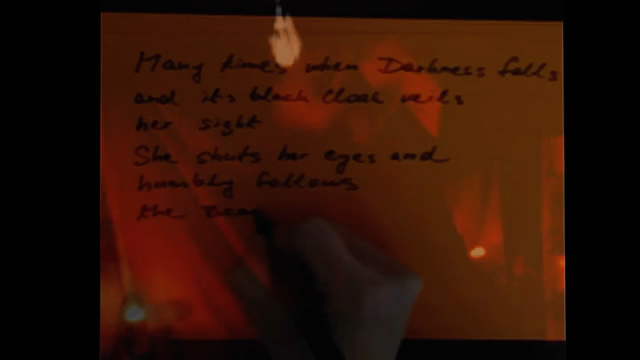 Many times when Darkness falls
and its black cloak veils
her sight
She shuts her eyes and
humbly follows
the